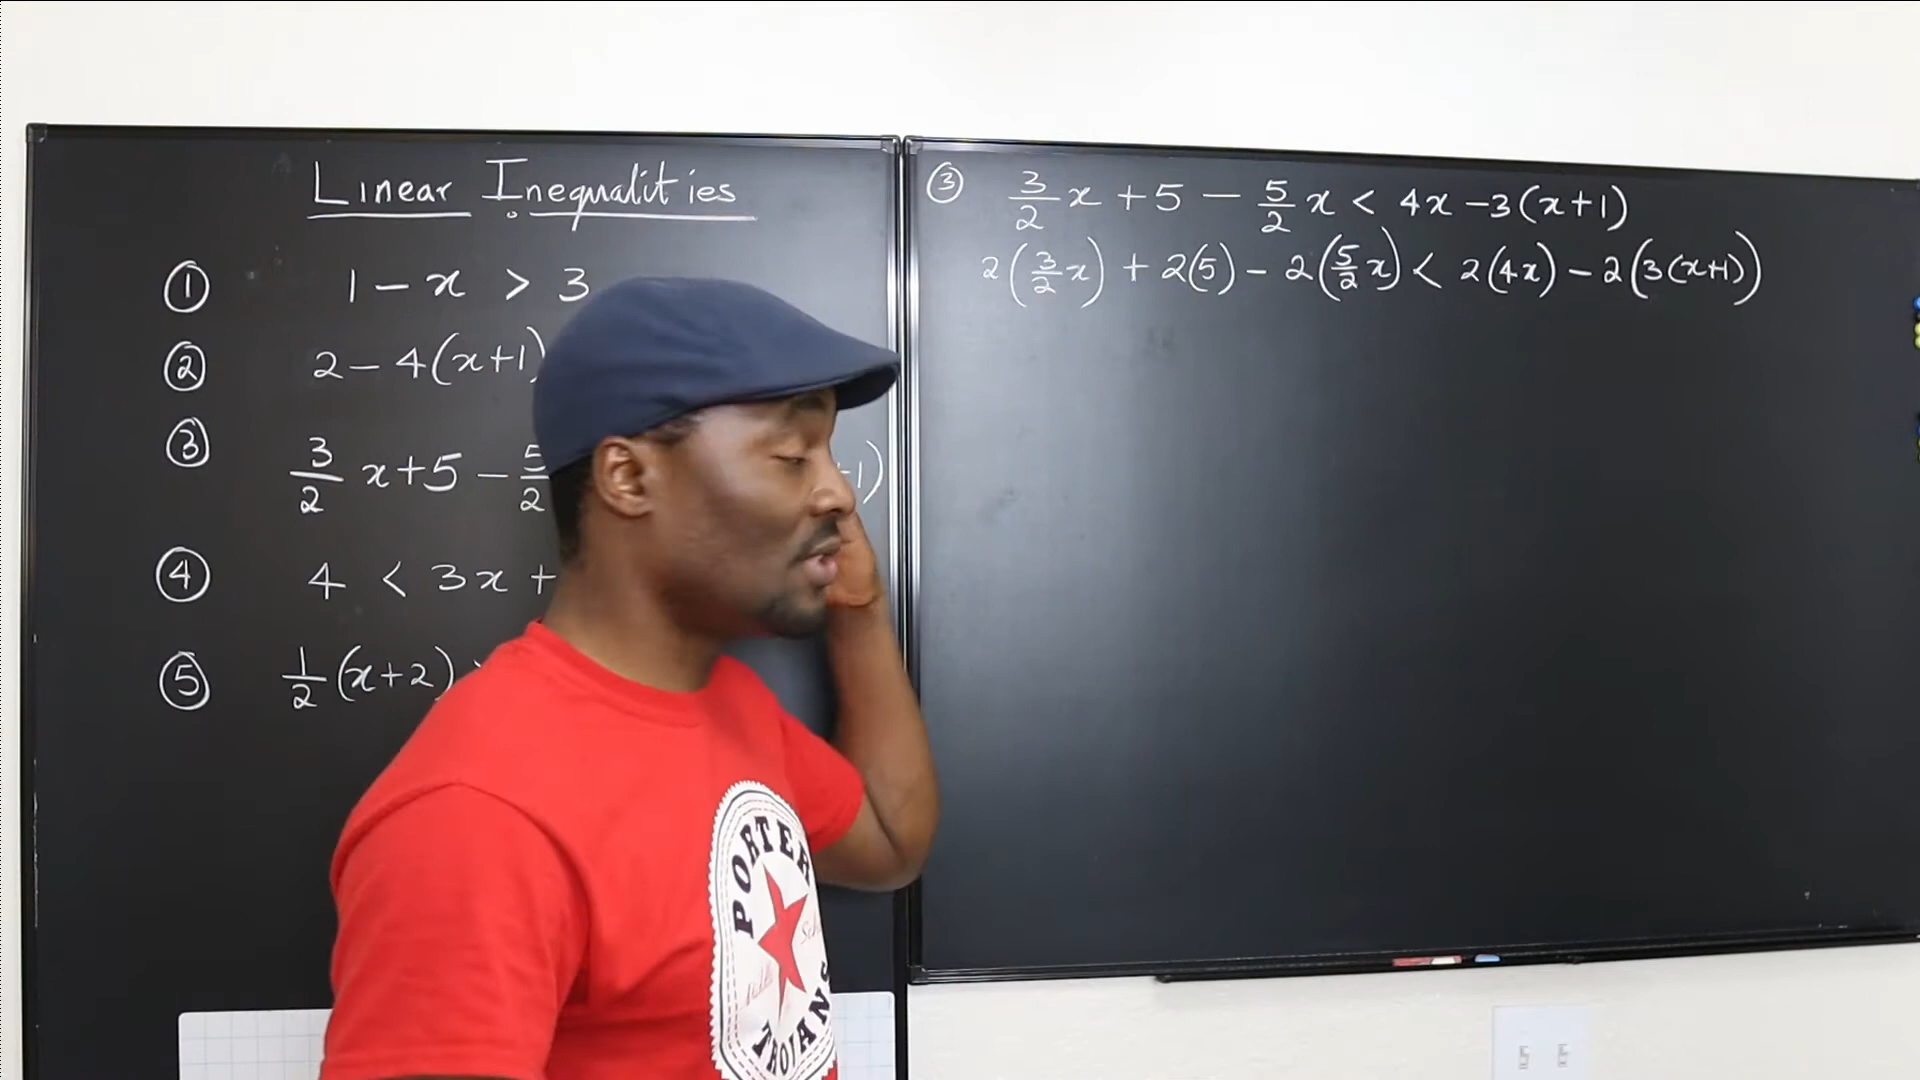 Linear Inequalities
① 1 - x > 3
② 2 - 4(x+1)
③ 3/2 x + 5 - 5/2 +1)
④ 4 < 3x +
⑤ 1/2 (x+2)
③ 3/2 x + 5 - 5/2 x < 4x - 3(x+1)
2(3/2 x) + 2(5) - 2(5/2 x) < 2(4x) - 2(3(x+1))
PORTER
TROJANS